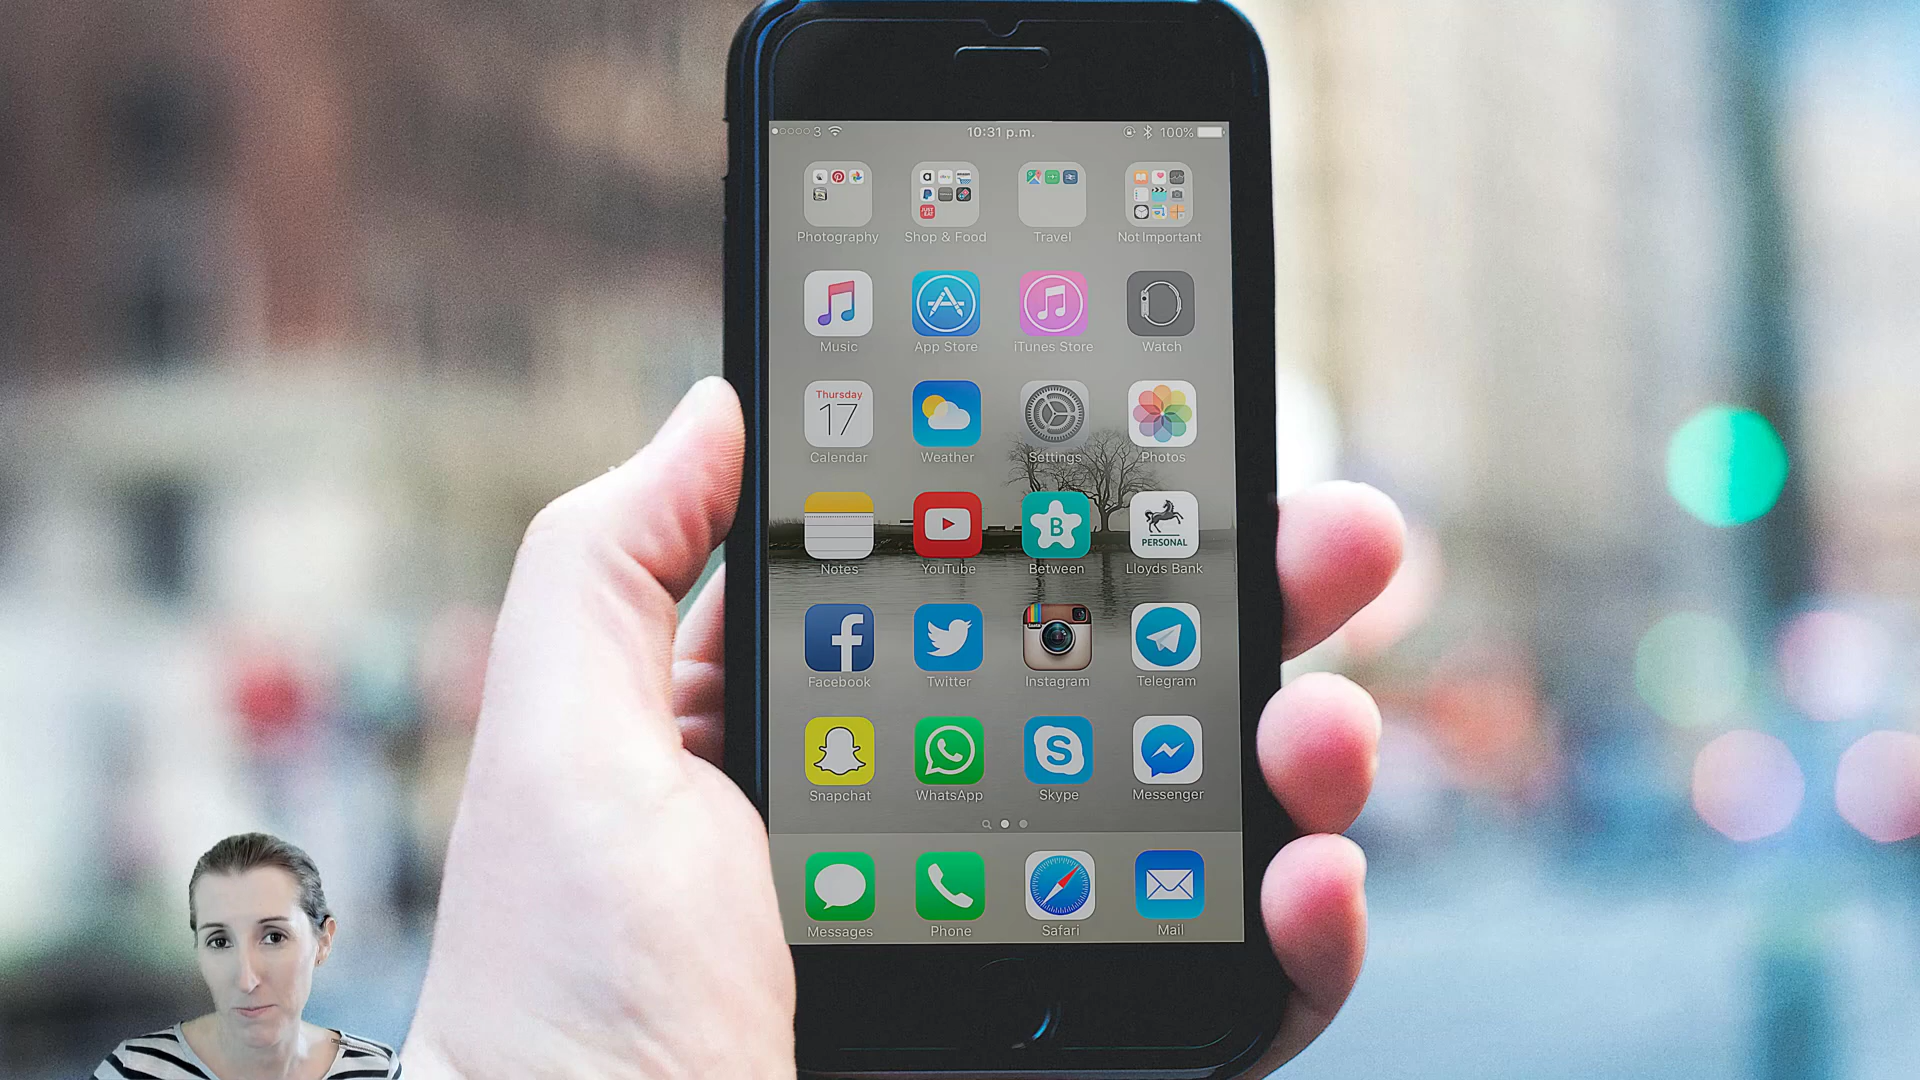 3 10:31 p.m. 100%
Photography Shop & Food Travel Not Important
Music App Store iTunes Store Watch
Thursday
17
Calendar Weather Settings Photos
B
PERSONAL
Notes YouTube Between Lloyds Bank
Facebook Twitter Instagram Telegram
Snapchat WhatsApp Skype Messenger
Messages Phone Safari Mail